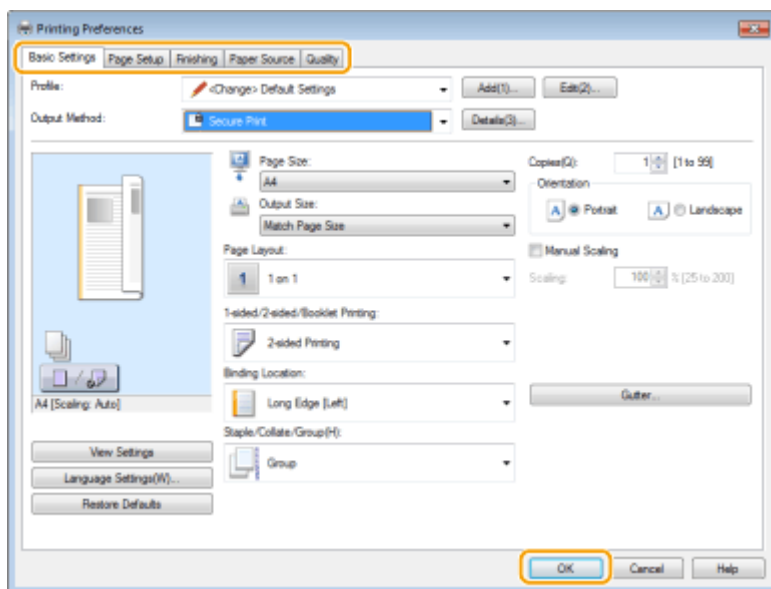 Printing Preferences
Basic Settings Page Setup Finishing Paper Source Quality
Profile: <Change> Default Settings Add(1)... Edit(2)...
Output Method: Secure Print Details(3)...
Page Size: Copies(Q): 1 [1 to 99]
A4 Orientation
Output Size: A Portrait A Landscape
Match Page Size
Page Layout: Manual Scaling
1 1 on 1 Scaling: 100 % [25 to 200]
1-sided/2-sided/Booklet Printing:
2-sided Printing
Binding Location:
A4 [Scaling: Auto] Long Edge [Left] Gutter...
Staple/Collate/Group(H):
View Settings Group
Language Settings(W)...
Restore Defaults
OK Cancel Help